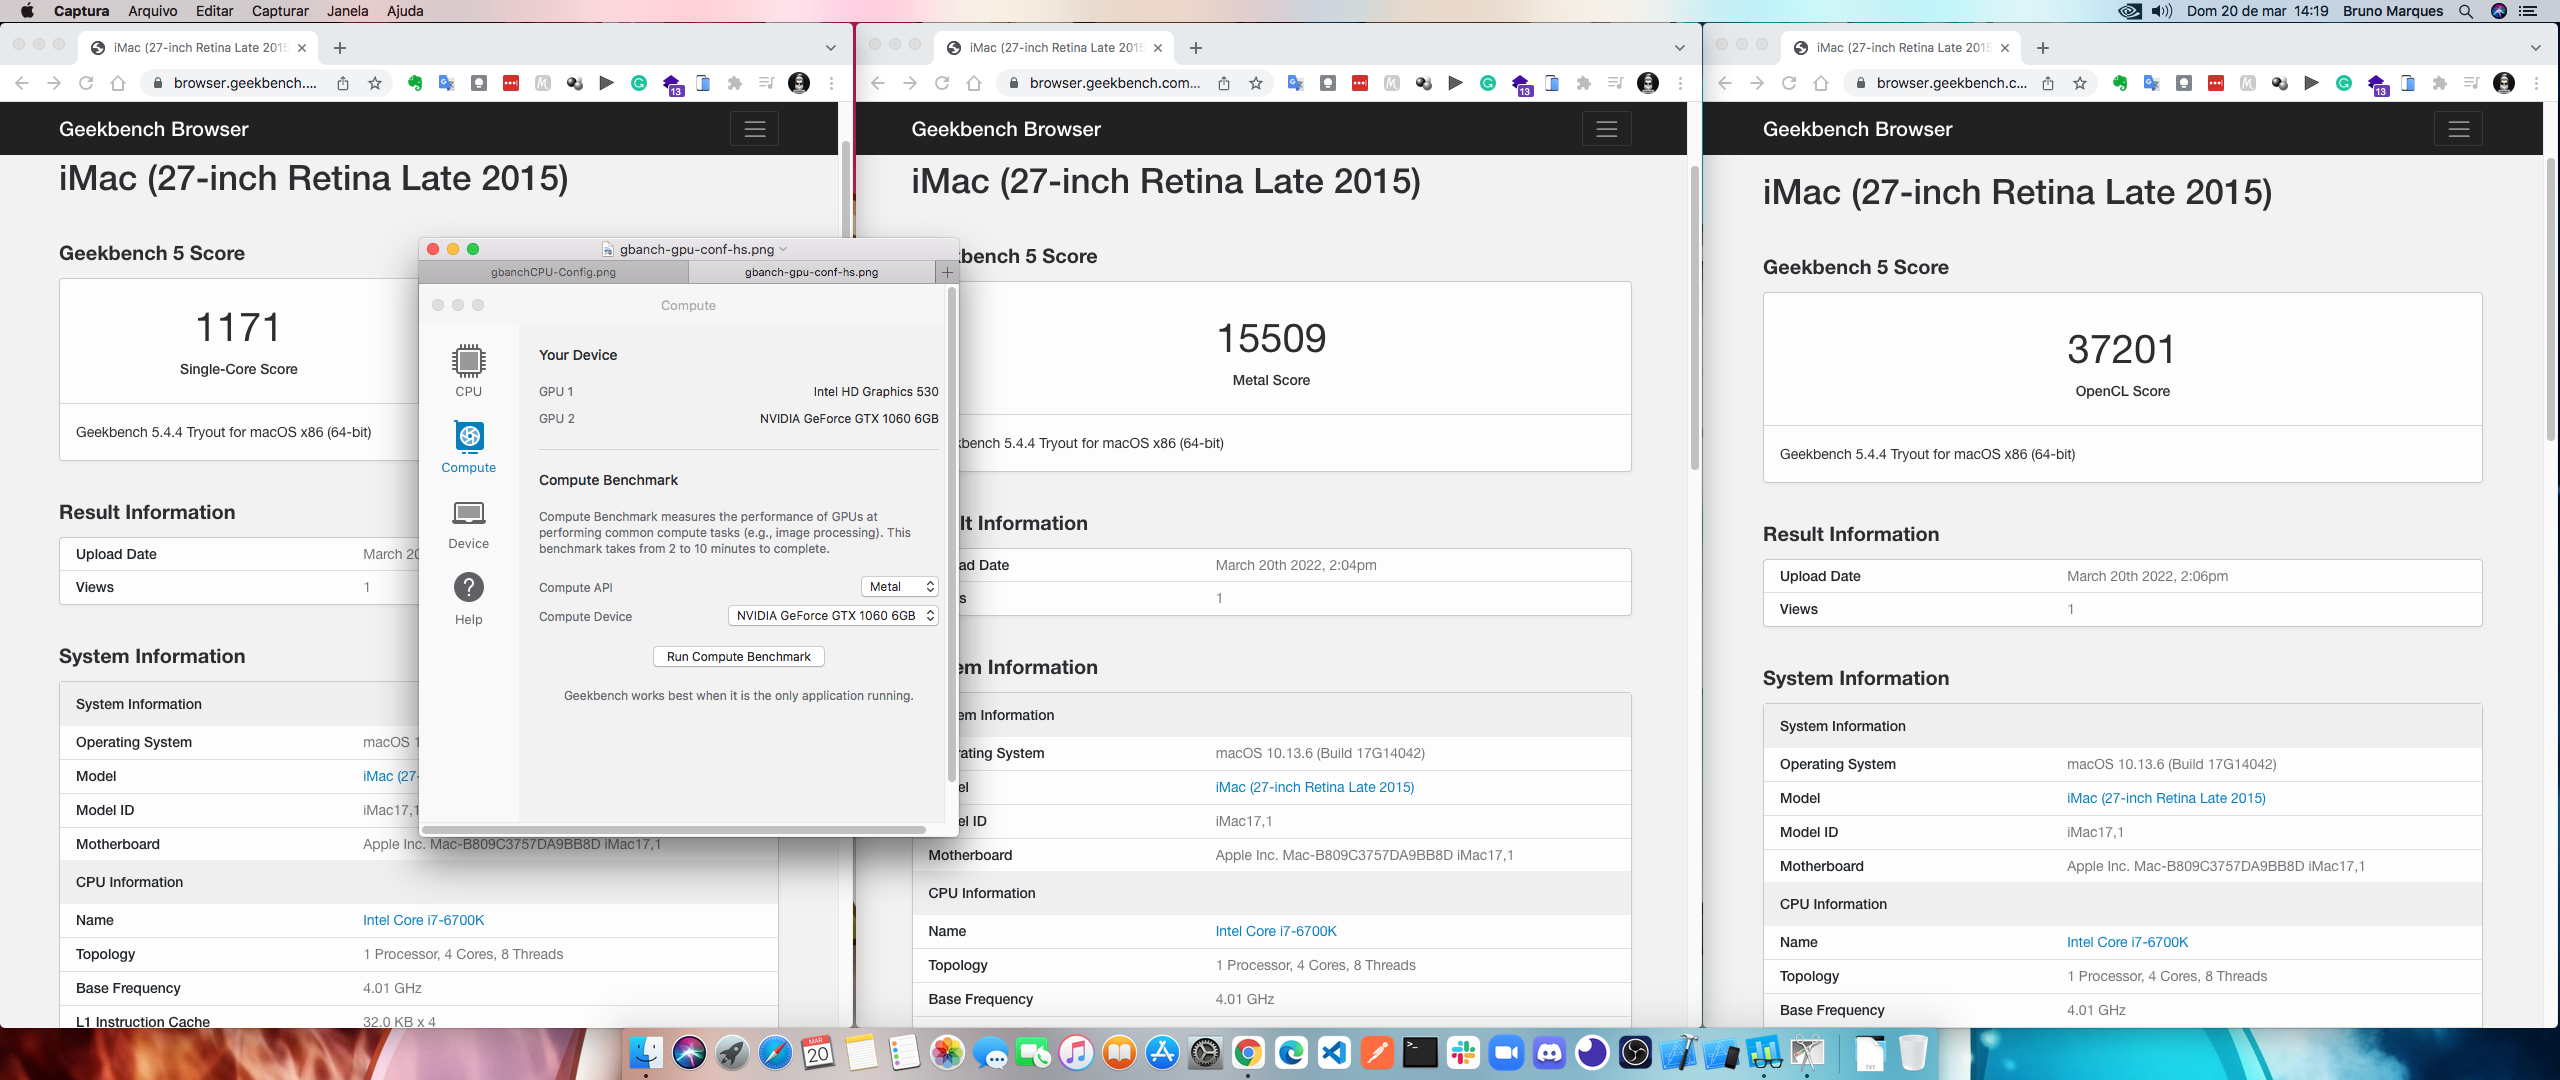 Captura Arquivo Editar Capturar Janela Ajuda
Dom 20 de mar 14:19 Bruno Marques
iMac (27-inch Retina Late 2015
browser.geekbench....
13
Geekbench Browser
iMac (27-inch Retina Late 2015)
Geekbench 5 Score
1171
Single-Core Score
Geekbench 5.4.4 Tryout for macOS x86 (64-bit)
Result Information
Upload Date March 20
Views 1
System Information
System Information
Operating System macOS 1
Model iMac (27-
Model ID iMac17,1
Motherboard Apple Inc. Mac-B809C3757DA9BB8D iMac17,1
CPU Information
Name Intel Core i7-6700K
Topology 1 Processor, 4 Cores, 8 Threads
Base Frequency 4.01 GHz
L1 Instruction Cache 32.0 KB x 4
gbanch-gpu-conf-hs.png
gbanchCPU-Config.png gbanch-gpu-conf-hs.png
Compute
CPU
Compute
Device
Help
Your Device
GPU 1 Intel HD Graphics 530
GPU 2 NVIDIA GeForce GTX 1060 6GB
Compute Benchmark
Compute Benchmark measures the performance of GPUs at
performing common compute tasks (e.g., image processing). This
benchmark takes from 2 to 10 minutes to complete.
Compute API Metal
Compute Device NVIDIA GeForce GTX 1060 6GB
Run Compute Benchmark
Geekbench works best when it is the only application running.
iMac (27-inch Retina Late 2015
browser.geekbench.com...
13
Geekbench Browser
iMac (27-inch Retina Late 2015)
kbench 5 Score
15509
Metal Score
kbench 5.4.4 Tryout for macOS x86 (64-bit)
lt Information
ad Date March 20th 2022, 2:04pm
s 1
em Information
em Information
rating System macOS 10.13.6 (Build 17G14042)
el iMac (27-inch Retina Late 2015)
el ID iMac17,1
Motherboard Apple Inc. Mac-B809C3757DA9BB8D iMac17,1
CPU Information
Name Intel Core i7-6700K
Topology 1 Processor, 4 Cores, 8 Threads
Base Frequency 4.01 GHz
iMac (27-inch Retina Late 2015
browser.geekbench.c...
13
Geekbench Browser
iMac (27-inch Retina Late 2015)
Geekbench 5 Score
37201
OpenCL Score
Geekbench 5.4.4 Tryout for macOS x86 (64-bit)
Result Information
Upload Date March 20th 2022, 2:06pm
Views 1
System Information
System Information
Operating System macOS 10.13.6 (Build 17G14042)
Model iMac (27-inch Retina Late 2015)
Model ID iMac17,1
Motherboard Apple Inc. Mac-B809C3757DA9BB8D iMac17,1
CPU Information
Name Intel Core i7-6700K
Topology 1 Processor, 4 Cores, 8 Threads
Base Frequency 4.01 GHz
MAR
20
TXT